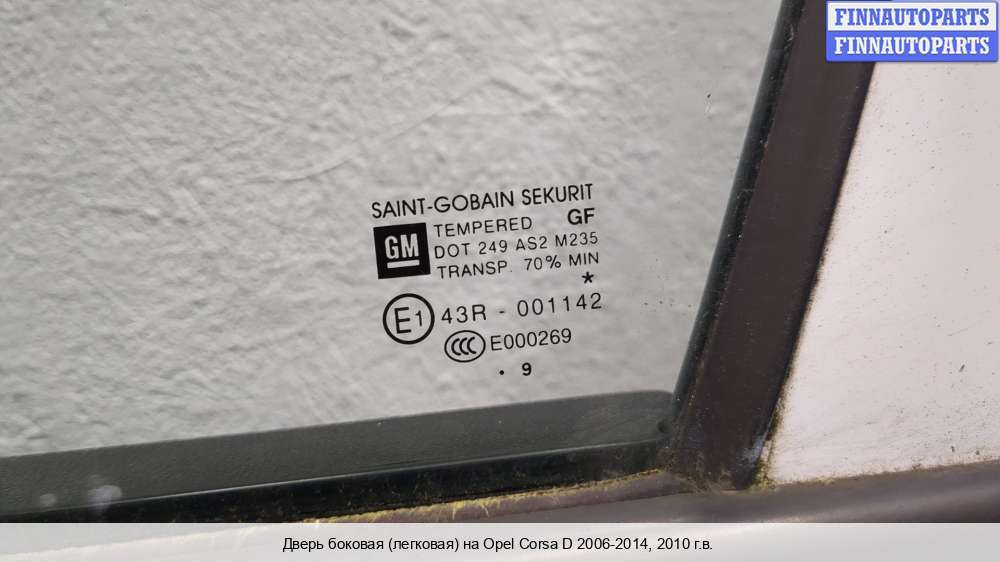 FINNAUTOPARTS
FINNAUTOPARTS
SAINT-GOBAIN SEKURIT
GM
TEMPERED GF
DOT 249 AS2 M235
TRANSP. 70% MIN
*
E1 43R - 001142
CCC E000269
. 9
Дверь боковая (легковая) на Opel Corsa D 2006-2014, 2010 г.в.